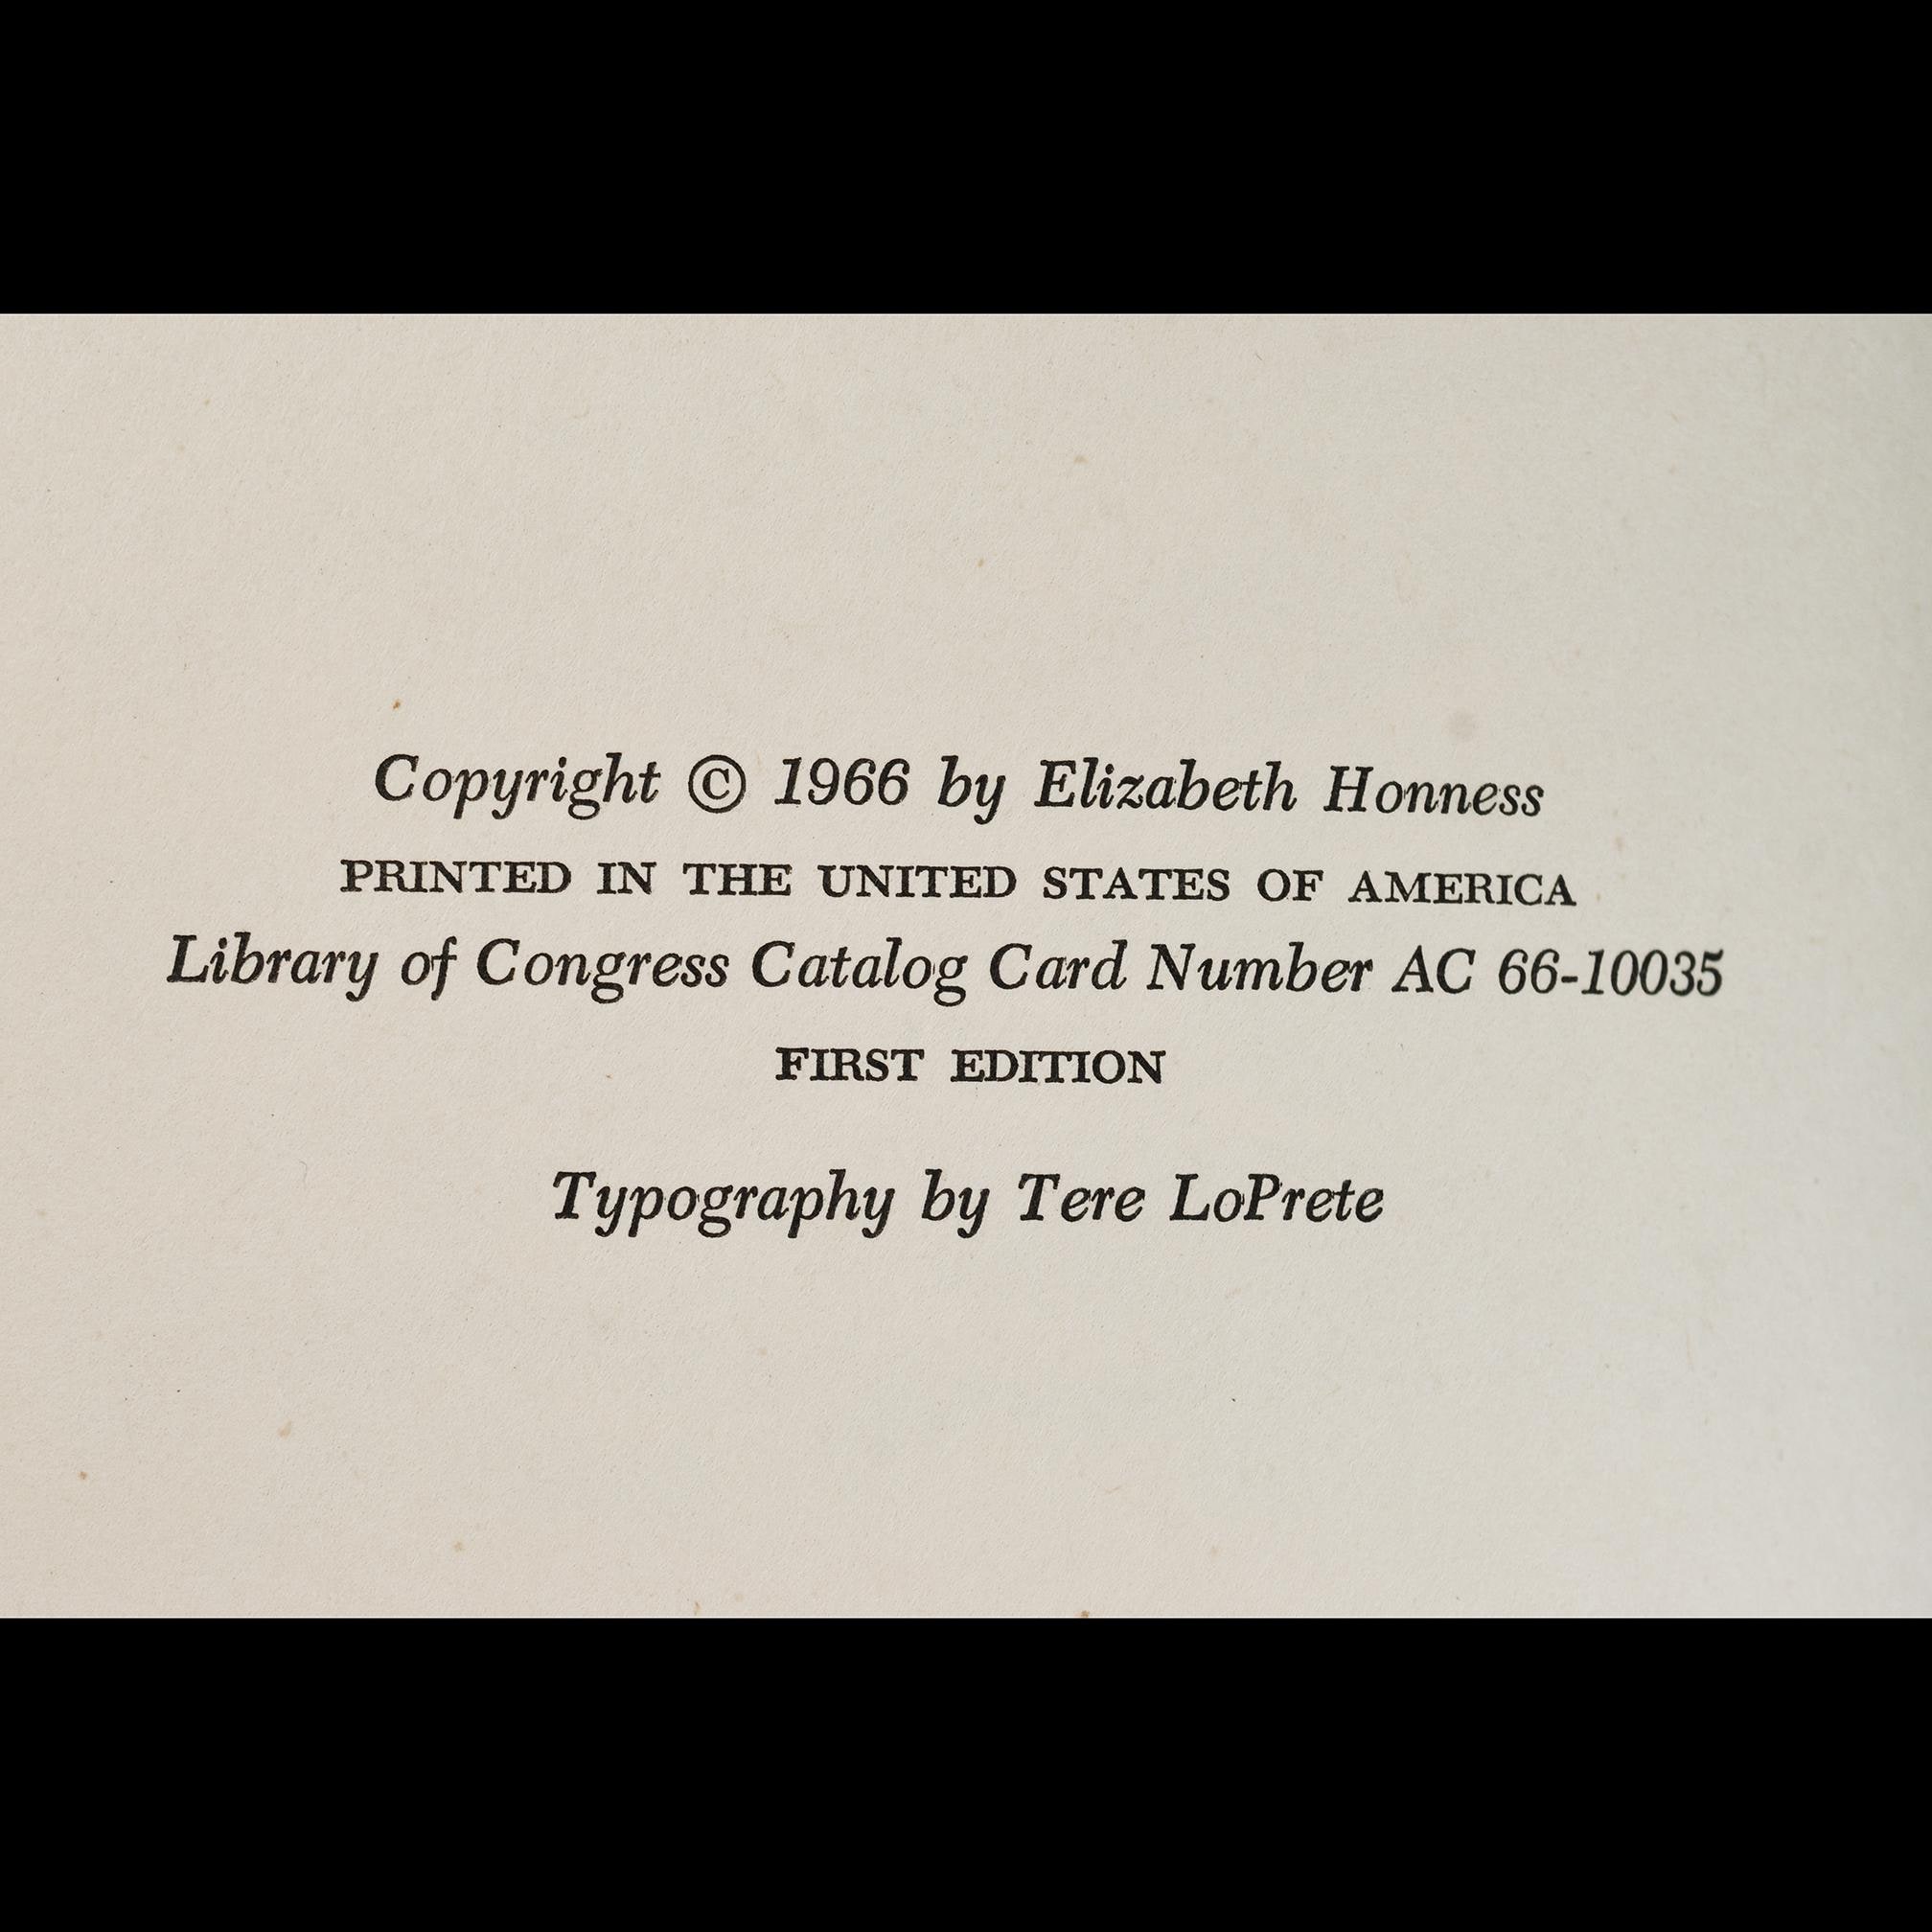 Copyright © 1966 by Elizabeth Honness
PRINTED IN THE UNITED STATES OF AMERICA
Library of Congress Catalog Card Number AC 66-10035
FIRST EDITION
Typography by Tere LoPrete